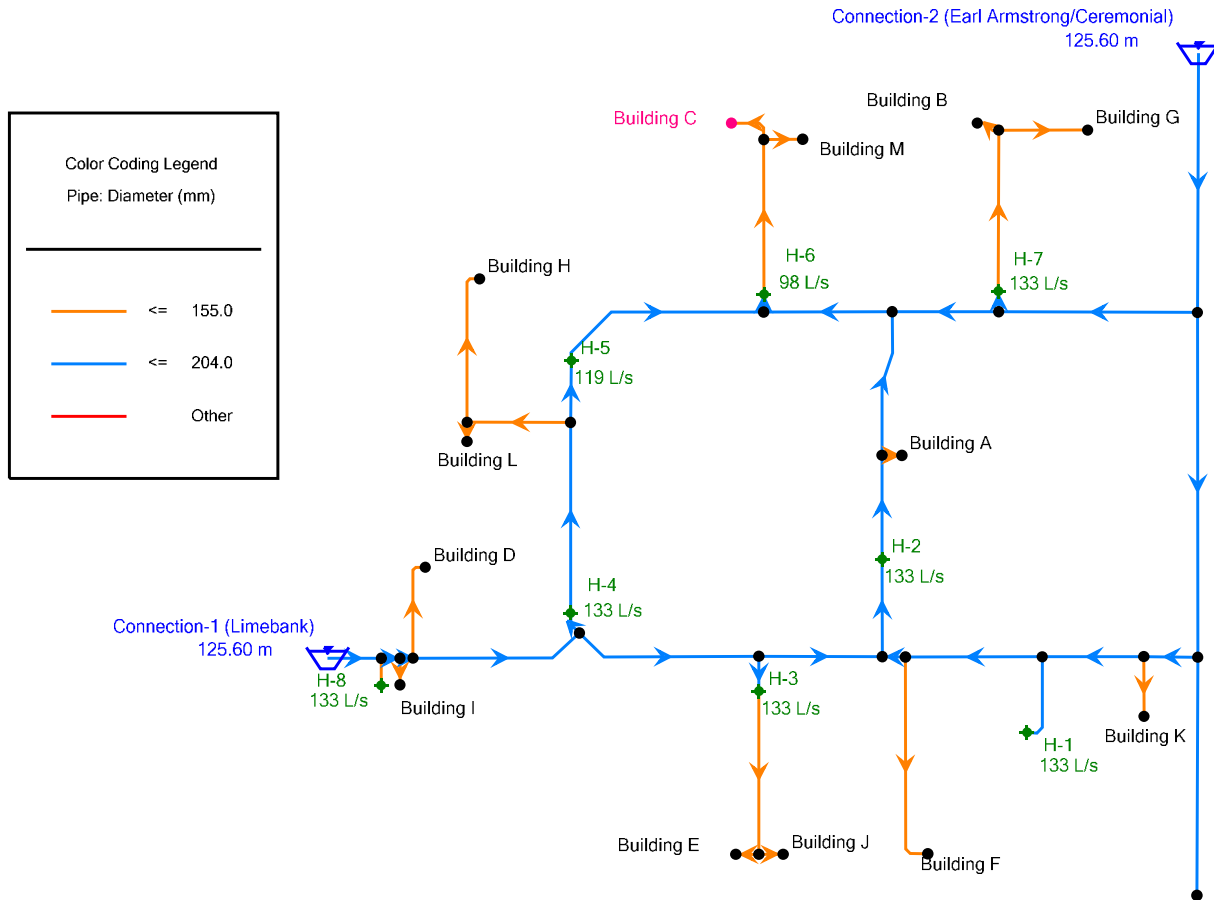 Connection-2 (Earl Armstrong/Ceremonial)
125.60 m
Color Coding Legend
Pipe: Diameter (mm)
<= 155.0
<= 204.0
Other
Building C
Building M
Building B
Building G
H-6
98 L/s
H-7
133 L/s
Building H
H-5
119 L/s
Building L
Building A
H-2
133 L/s
Building D
H-4
133 L/s
Connection-1 (Limebank)
125.60 m
H-8
133 L/s
Building I
H-3
133 L/s
Building K
H-1
133 L/s
Building E
Building J
Building F